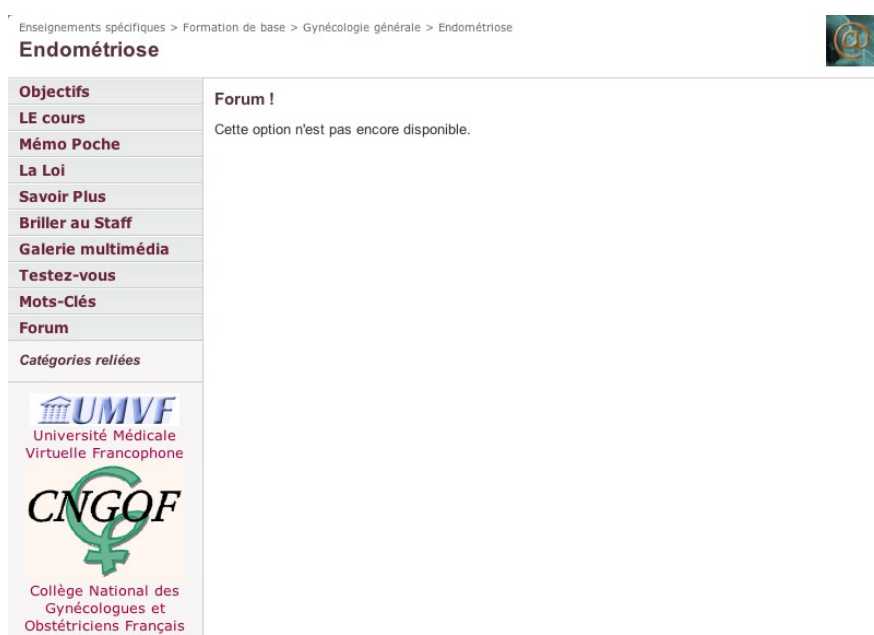 Enseignements spécifiques > Formation de base > Gynécologie générale > Endométriose
Endométriose
Objectifs
LE cours
Mémo Poche
La Loi
Savoir Plus
Briller au Staff
Galerie multimédia
Testez-vous
Mots-Clés
Forum
Catégories reliées
UMVF
Université Médicale
Virtuelle Francophone
CNGOF
Collège National des
Gynécologues et
Obstétriciens Français
Forum !
Cette option n'est pas encore disponible.
@